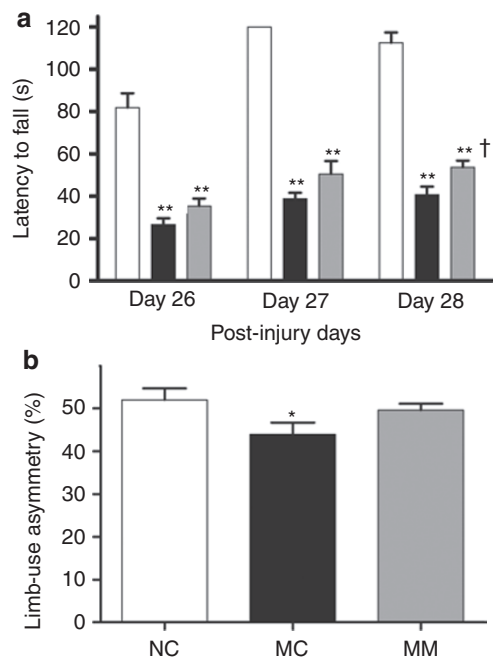 a
Latency to fall (s)
120
100
80
60
40
20
0
** **
** **
** ** †
Day 26 Day 27 Day 28
Post-injury days
b
Limb-use asymmetry (%)
50
50
40
30
20
10
0
*
NC MC MM